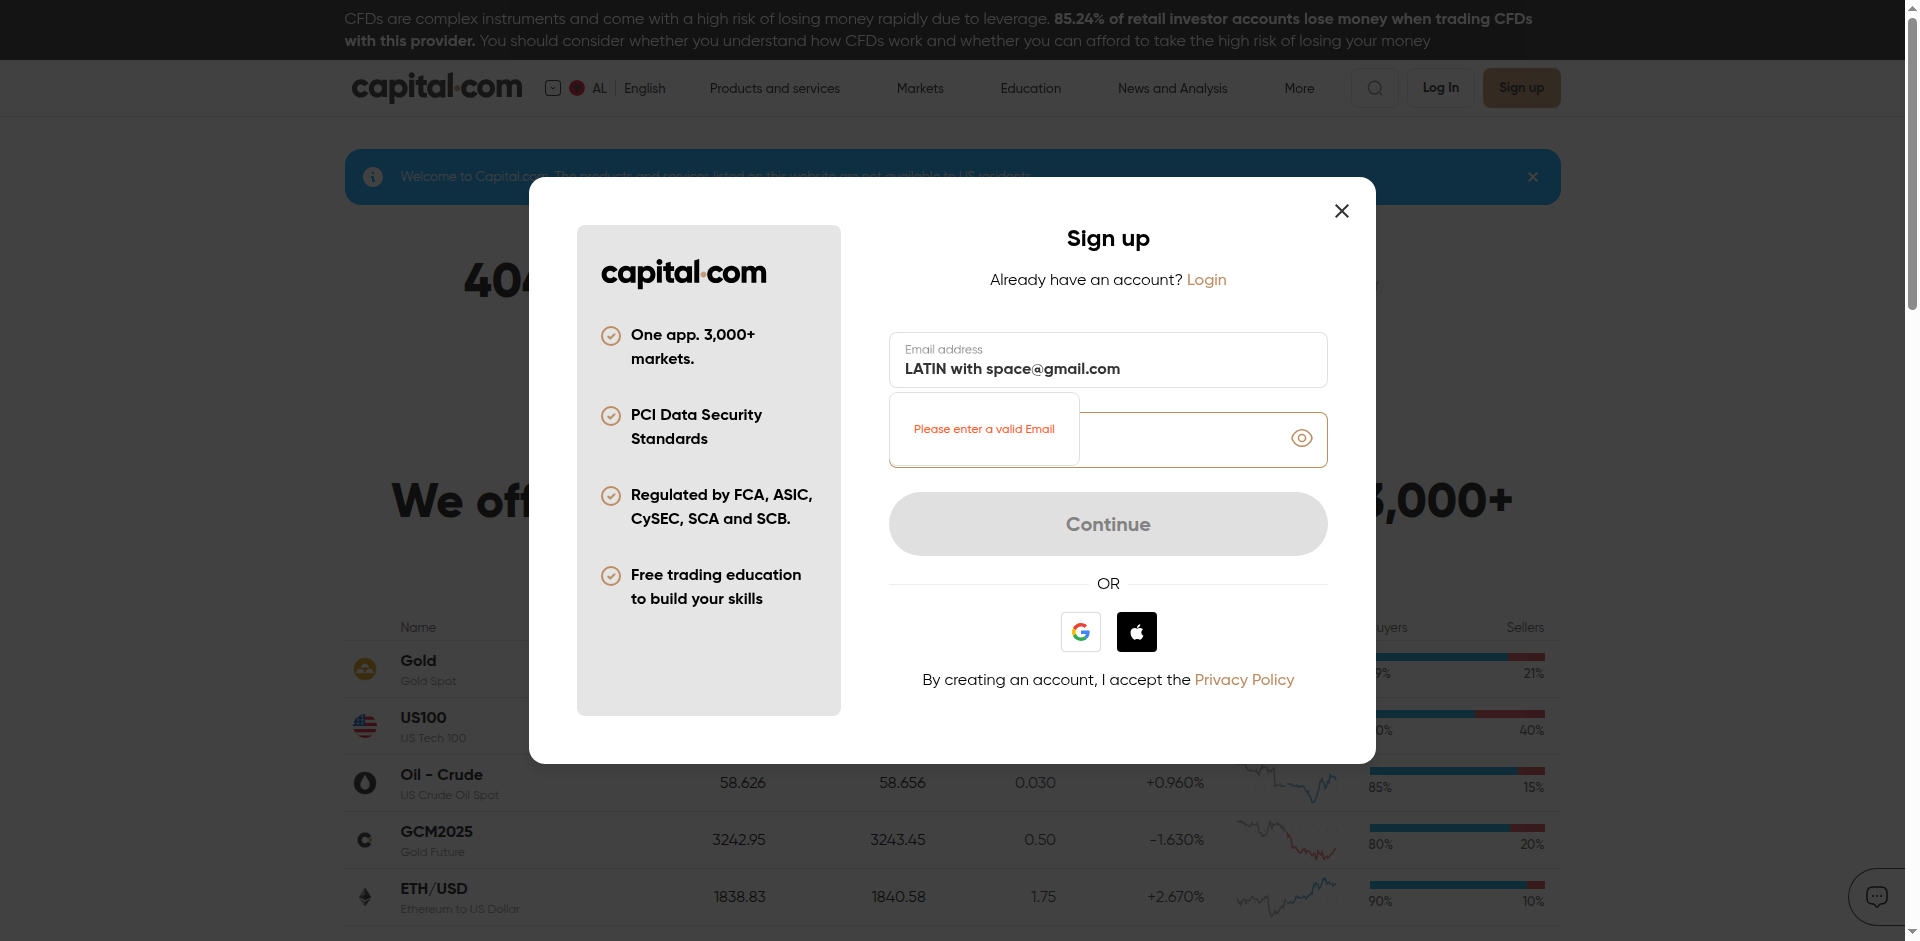 CFDs are complex instruments and come with a high risk of losing money rapidly due to leverage. 85.24% of retail investor accounts lose money when trading CFDs
with this provider. You should consider whether you understand how CFDs work and whether you can afford to take the high risk of losing your money
capital.com
AL
English
Products and services
Markets
Education
News and Analysis
More
Log In
Sign up
Welcome to Capital.com. The products and services listed on this website are not available to US residents.
404
We off
3,000+
Sign up
Already have an account? Login
capital.com
One app. 3,000+
markets.
PCI Data Security
Standards
Regulated by FCA, ASIC,
CySEC, SCA and SCB.
Free trading education
to build your skills
Email address
LATIN with space@gmail.com
Please enter a valid Email
Continue
OR
By creating an account, I accept the Privacy Policy
Name
uyers
Sellers
Gold
Gold Spot
9%
21%
US100
US Tech 100
0%
40%
Oil - Crude
US Crude Oil Spot
58.626
58.656
0.030
+0.960%
85%
15%
GCM2025
Gold Future
3242.95
3243.45
0.50
-1.630%
80%
20%
ETH/USD
Ethereum to US Dollar
1838.83
1840.58
1.75
+2.670%
90%
10%